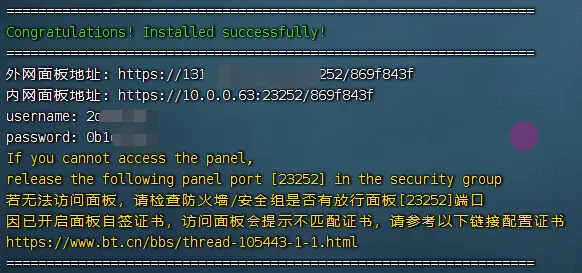 ==================================================================
Congratulations! Installed successfully!
==================================================================
外网面板地址: https://131 252/869f843f
内网面板地址: https://10.0.0.63:23252/869f843f
username: 2
password: 0b1
If you cannot access the panel,
release the following panel port [23252] in the security group
若无法访问面板，请检查防火墙/安全组是否有放行面板[23252]端口
因已开启面板自签证书，访问面板会提示不匹配证书，请参考以下链接配置证书
https://www.bt.cn/bbs/thread-105443-1-1.html
==================================================================